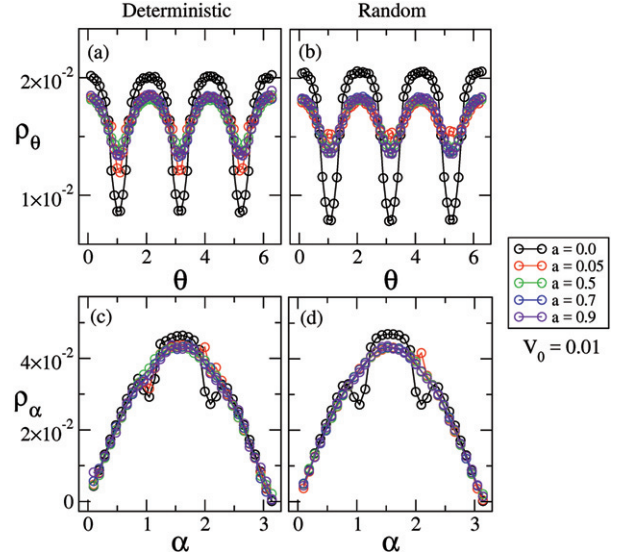 Deterministic
Random
(a)
(b)
2×10⁻²
1×10⁻²
ρθ
0 2 4 6
0 2 4 6
θ
θ
a = 0.0
a = 0.05
a = 0.5
a = 0.7
a = 0.9
V₀ = 0.01
(c)
(d)
4×10⁻²
2×10⁻²
0
ρα
0 1 2 3
0 1 2 3
α
α